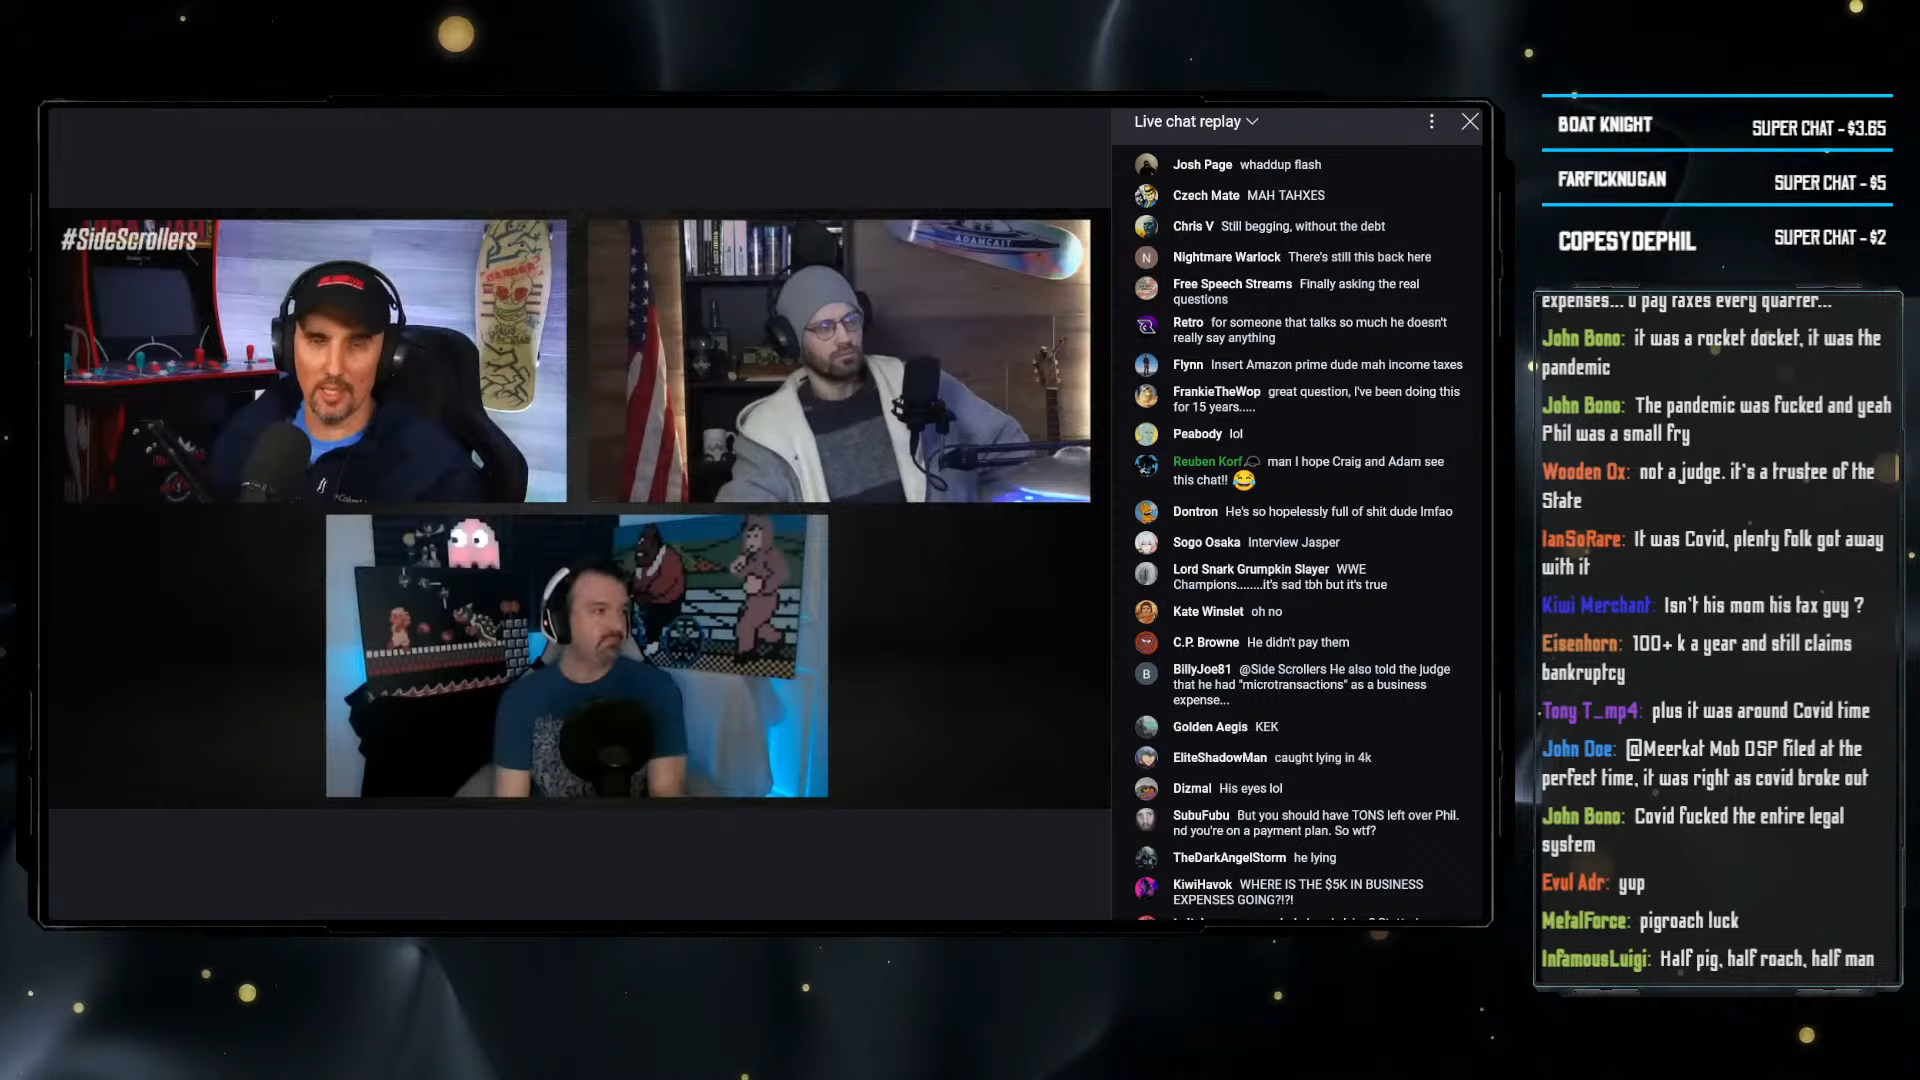 #SideScrollers
ADAMCAIT
Live chat replay
Josh Page whaddup flash
Czech Mate MAH TAHXES
Chris V Still begging, without the debt
N
Nightmare Warlock There's still this back here
Free Speech Streams Finally asking the real
questions
Retro for someone that talks so much he doesn't
really say anything
Flynn Insert Amazon prime dude mah income taxes
FrankieTheWop great question, I've been doing this
for 15 years.....
Peabody lol
Reuben Korf man I hope Craig and Adam see
this chat!! 😂
Dontron He's so hopelessly full of shit dude lmfao
Sogo Osaka Interview Jasper
Lord Snark Grumpkin Slayer WWE
Champions........it's sad tbh but it's true
Kate Winslet oh no
C.P. Browne He didn't pay them
B
BillyJoe81 @Side Scrollers He also told the judge
that he had "microtransactions" as a business
expense...
Golden Aegis KEK
EliteShadowMan caught lying in 4k
Dizmal His eyes lol
SubuFubu But you should have TONS left over Phil.
nd you're on a payment plan. So wtf?
TheDarkAngelStorm he lying
KiwiHavok WHERE IS THE $5K IN BUSINESS
EXPENSES GOING?!?!
BOAT KNIGHT SUPER CHAT - $3.65
FARFICKNUGAN SUPER CHAT - $5
COPESYDEPHIL SUPER CHAT - $2
expenses... u pay taxes every quarter...
John Bono: it was a rocket docket, it was the
pandemic
John Bono: The pandemic was fucked and yeah
Phil was a small fry
Wooden Ox: not a judge. it's a trustee of the
State
IanSoRare: It was Covid, plenty folk got away
with it
Kiwi Merchant: Isn't his mom his tax guy ?
Eisenhorn: 100+ k a year and still claims
bankruptcy
Tony T_mp4: plus it was around Covid time
John Doe: @Meerkat Mob DSP filed at the
perfect time, it was right as covid broke out
John Bono: Covid fucked the entire legal
system
Evul Adr: yup
MetalForce: pigroach luck
InfamousLuigi: Half pig, half roach, half man